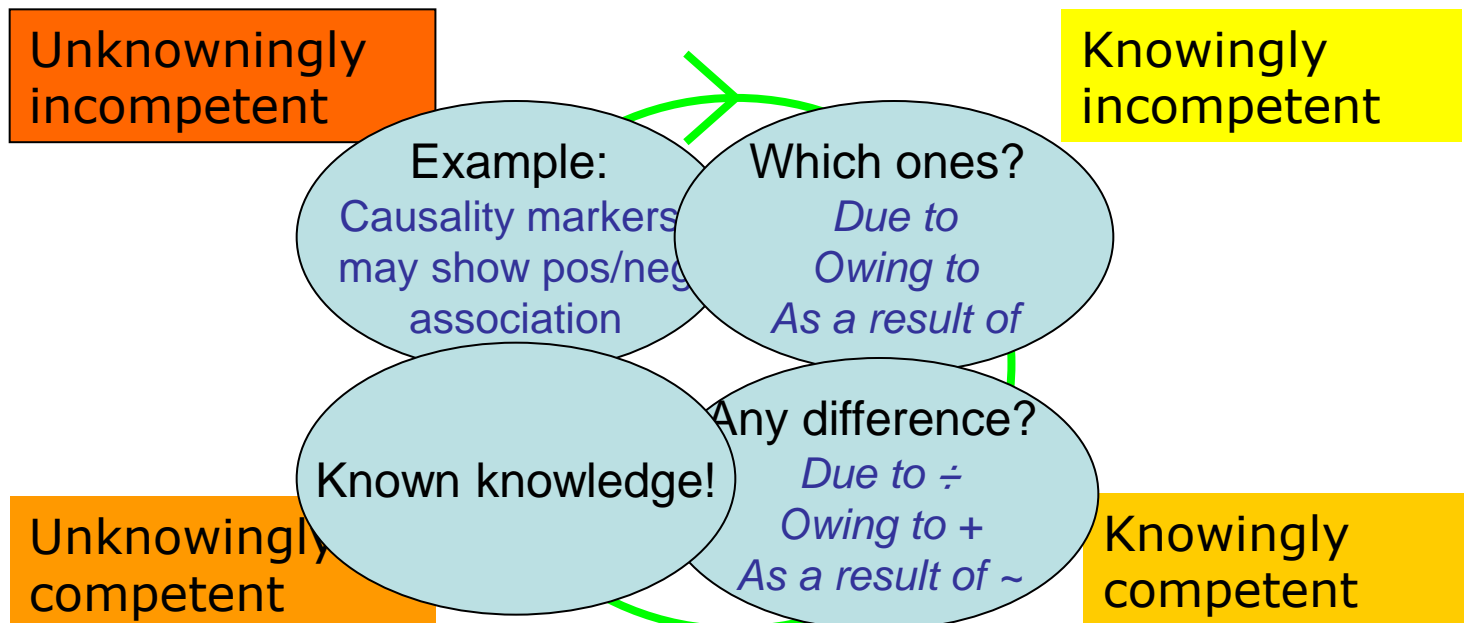 Unknowningly
incompetent
Knowingly
incompetent
Example:
Causality markers
may show pos/neg
association
Which ones?
Due to
Owing to
As a result of
Known knowledge!
Any difference?
Due to ÷
Owing to +
As a result of ~
Unknowingly
competent
Knowingly
competent